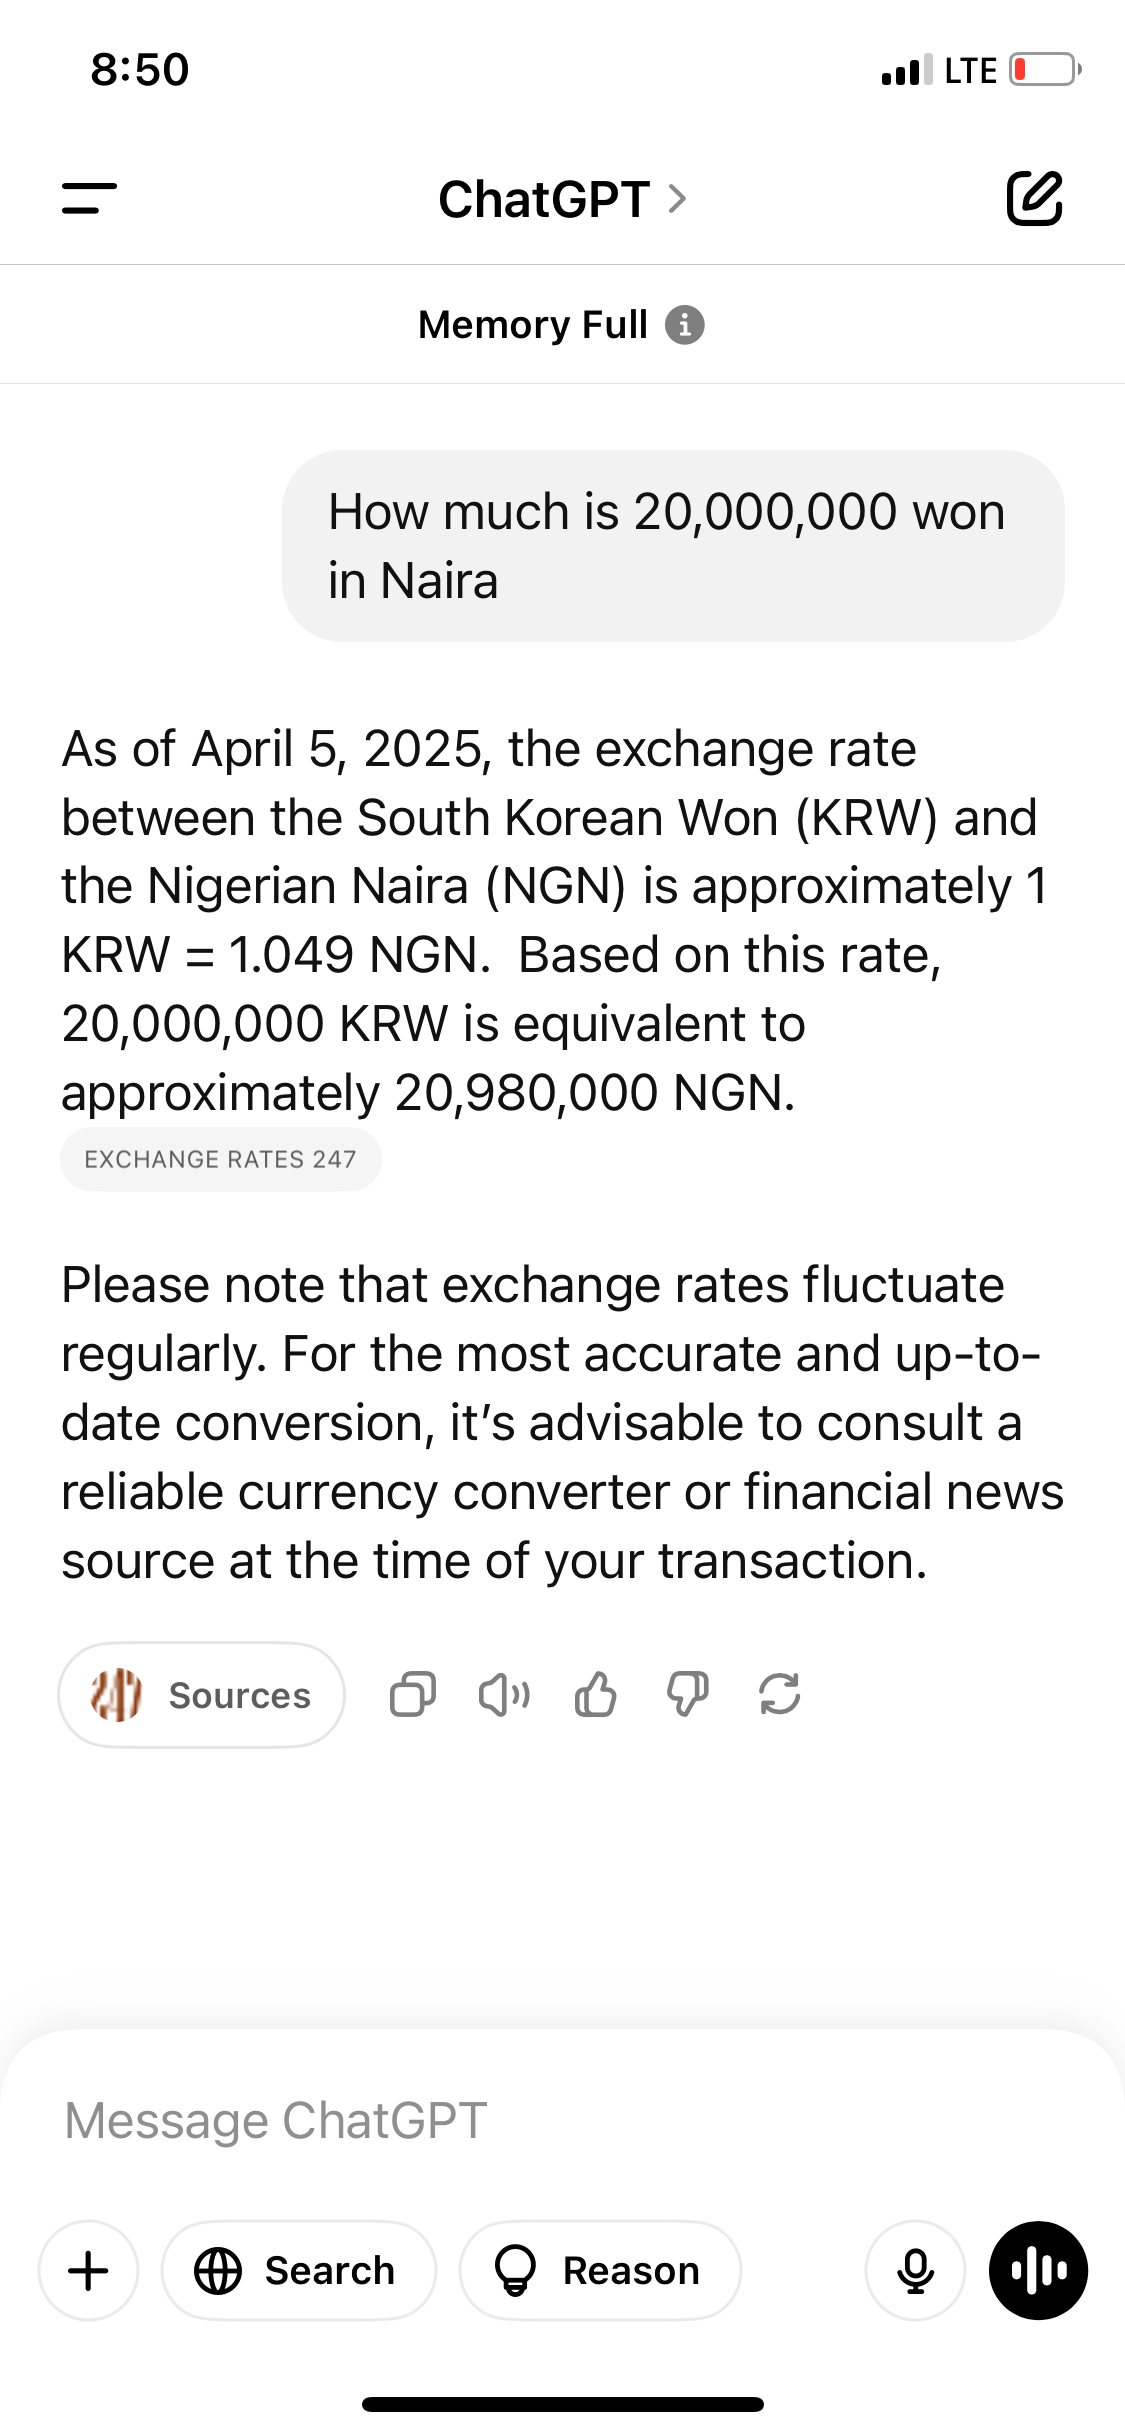 8:50
LTE
ChatGPT
Memory Full
How much is 20,000,000 won
in Naira
As of April 5, 2025, the exchange rate
between the South Korean Won (KRW) and
the Nigerian Naira (NGN) is approximately 1
KRW = 1.049 NGN.  Based on this rate,
20,000,000 KRW is equivalent to
approximately 20,980,000 NGN.
EXCHANGE RATES 247
Please note that exchange rates fluctuate
regularly. For the most accurate and up-to-
date conversion, it’s advisable to consult a
reliable currency converter or financial news
source at the time of your transaction.
247 Sources
Message ChatGPT
Search Reason